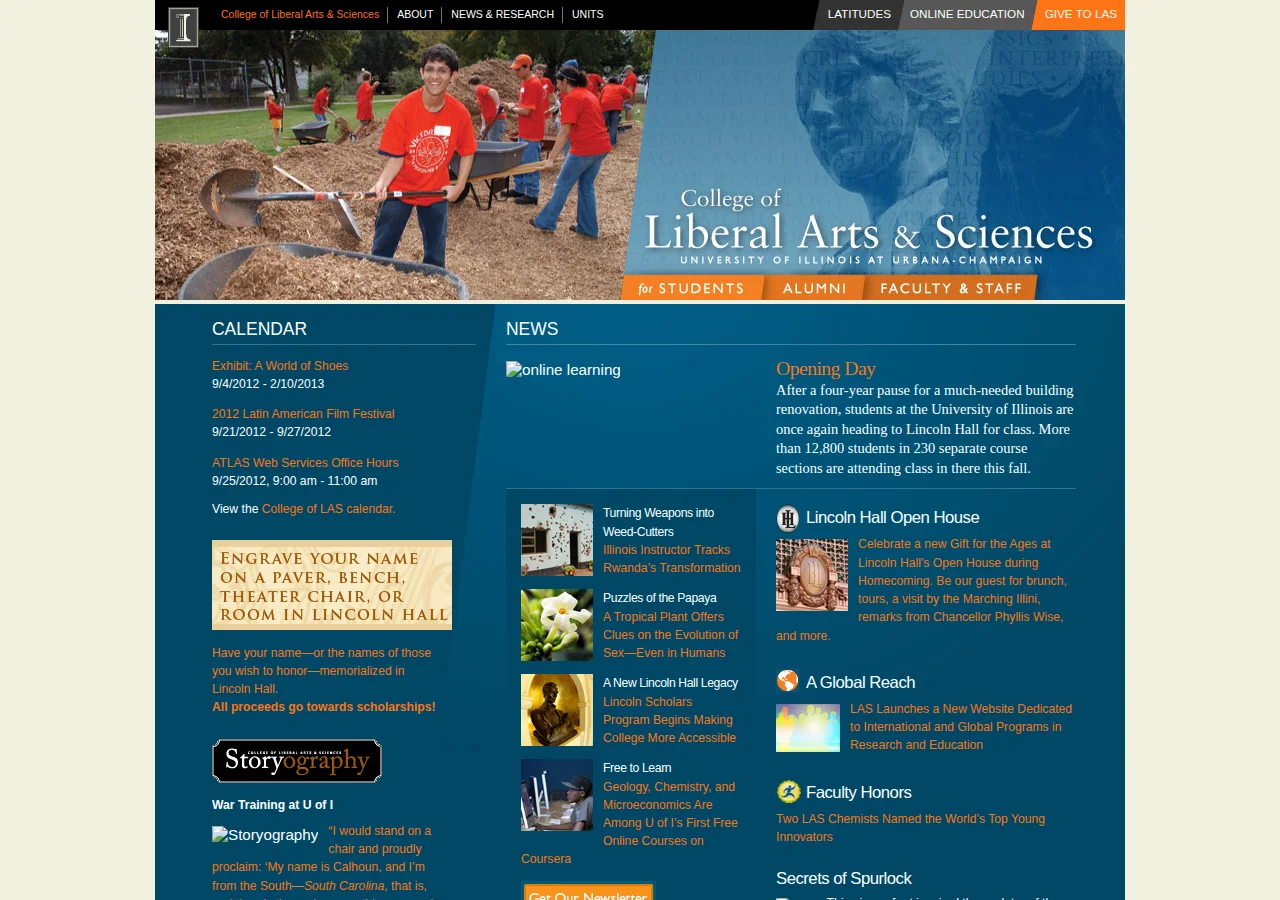 College of Liberal Arts & Sciences
ABOUT
NEWS & RESEARCH
UNITS
LATITUDES
ONLINE EDUCATION
GIVE TO LAS
College of
Liberal Arts & Sciences
UNIVERSITY OF ILLINOIS AT URBANA-CHAMPAIGN
for STUDENTS
ALUMNI
FACULTY & STAFF
CALENDAR
Exhibit: A World of Shoes
9/4/2012 - 2/10/2013
2012 Latin American Film Festival
9/21/2012 - 9/27/2012
ATLAS Web Services Office Hours
9/25/2012, 9:00 am - 11:00 am
View the College of LAS calendar.
ENGRAVE YOUR NAME
ON A PAVER, BENCH,
THEATER CHAIR, OR
ROOM IN LINCOLN HALL
Have your name—or the names of those
you wish to honor—memorialized in
Lincoln Hall.
All proceeds go towards scholarships!
COLLEGE OF LIBERAL ARTS & SCIENCES
Storyography
War Training at U of I
Storyography
“I would stand on a
chair and proudly
proclaim: ‘My name is Calhoun, and I’m
from the South—South Carolina, that is,
NEWS
online learning
Opening Day
After a four-year pause for a much-needed building
renovation, students at the University of Illinois are
once again heading to Lincoln Hall for class. More
than 12,800 students in 230 separate course
sections are attending class in there this fall.
Turning Weapons into
Weed-Cutters
Illinois Instructor Tracks
Rwanda’s Transformation
Puzzles of the Papaya
A Tropical Plant Offers
Clues on the Evolution of
Sex—Even in Humans
A New Lincoln Hall Legacy
Lincoln Scholars
Program Begins Making
College More Accessible
Free to Learn
Geology, Chemistry, and
Microeconomics Are
Among U of I’s First Free
Online Courses on
Coursera
Get Our Newsletter
Lincoln Hall Open House
Celebrate a new Gift for the Ages at
Lincoln Hall’s Open House during
Homecoming. Be our guest for brunch,
tours, a visit by the Marching Illini,
remarks from Chancellor Phyllis Wise,
and more.
A Global Reach
LAS Launches a New Website Dedicated
to International and Global Programs in
Research and Education
Faculty Honors
Two LAS Chemists Named the World’s Top Young
Innovators
Secrets of Spurlock